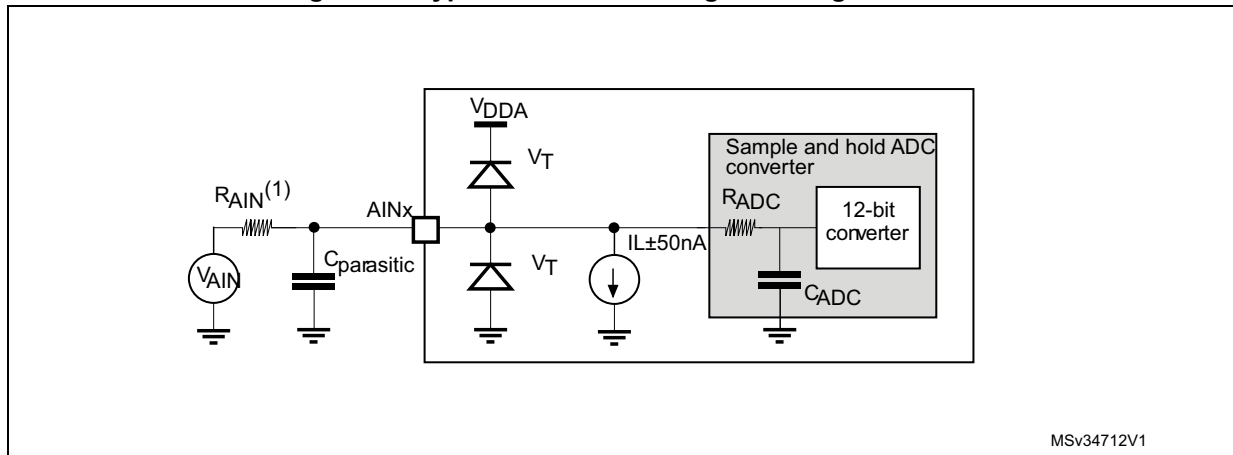 VDDA
VT
Sample and hold ADC
converter
RAIN(1)
AINx
RADC
12-bit
converter
IL±50nA
Cparasitic
VT
VAIN
CADC
MSv34712V1